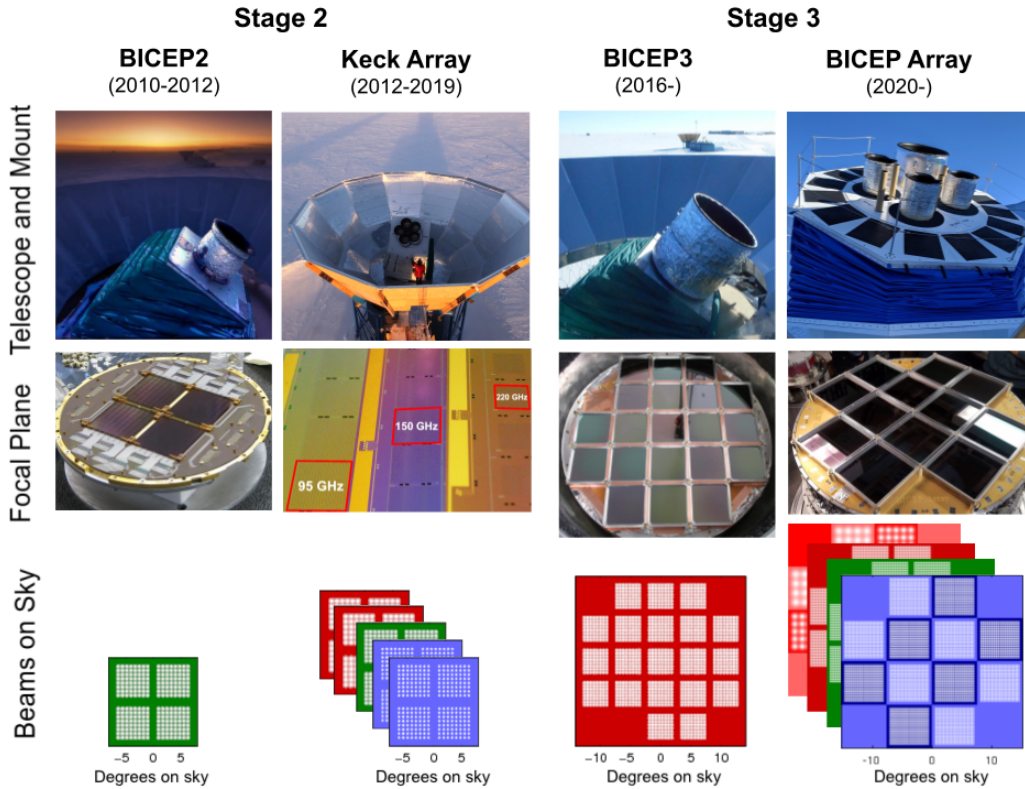 Stage 2
Stage 3
BICEP2
(2010-2012)
Keck Array
(2012-2019)
BICEP3
(2016-)
BICEP Array
(2020-)
Telescope and Mount
Focal Plane
95 GHz
150 GHz
220 GHz
Beams on Sky
-5 0 5
Degrees on sky
-5 0 5
Degrees on sky
-10 -5 0 5 10
Degrees on sky
-10 0 10
Degrees on sky